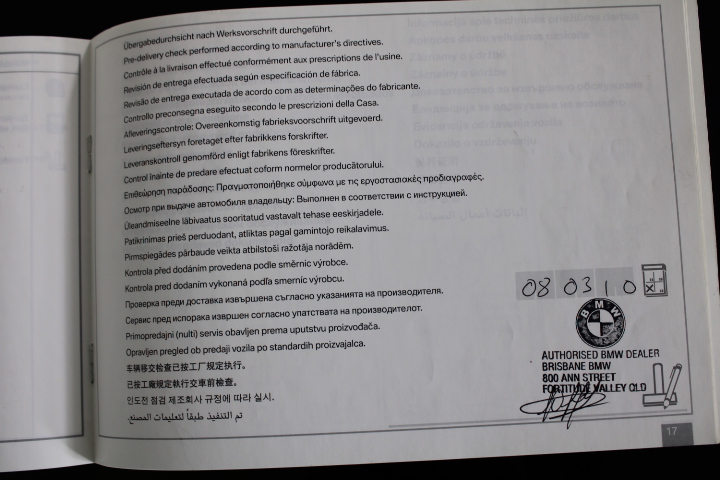 Übergabedurchsicht nach Werksvorschrift durchgeführt.
Pre-delivery check performed according to manufacturer's directives.
Contrôle à la livraison effectué conformément aux prescriptions de l'usine.
Revisión de entrega efectuada según especificación de fábrica.
Revisão de entrega executada de acordo com as determinações do fabricante.
Controllo preconsegna eseguito secondo le prescrizioni della Casa.
Afleveringscontrole: Overeenkomstig fabrieksvoorschrift uitgevoerd.
Leveringseftersyn foretaget efter fabrikkens forskrifter.
Leveranskontroll genomförd enligt fabrikens föreskrifter.
Control înainte de predare efectuat coform normelor producătorului.
Επιθεώρηση παράδοσης: Πραγματοποιήθηκε σύμφωνα με τις εργοστασιακές προδιαγραφές.
Осмотр при выдаче автомобиля владельцу: Выполнен в соответствии с инструкцией.
Üleandmiseelne läbivaatus sooritatud vastavalt tehase eeskirjadele.
Patikrinimas prieš perduodant, atliktas pagal gamintojo reikalavimus.
Pirmspiegādes pārbaude veikta atbilstoši ražotāja norādēm.
Kontrola před dodáním provedena podle směrnic výrobce.
Kontrola pred dodaním vykonaná podľa smerníc výrobcu.
Проверка преди доставка извършена съгласно указанията на производителя.
Сервис пред испорака извршен согласно упатствата на производителот.
Primopredajni (nulti) servis obavljen prema uputstvu proizvođača.
Opravljen pregled ob predaji vozila po standardih proizvajalca.
车辆移交检查已按工厂规定执行。
已按工廠規定執行交車前檢查。
인도전 점검 제조회사 규정에 따라 실시.
تم التنفيذ طبقاً لتعليمات المصنع.
08 03 10
BMW
AUTHORISED BMW DEALER
BRISBANE BMW
800 ANN STREET
FORTITUDE VALLEY QLD
17